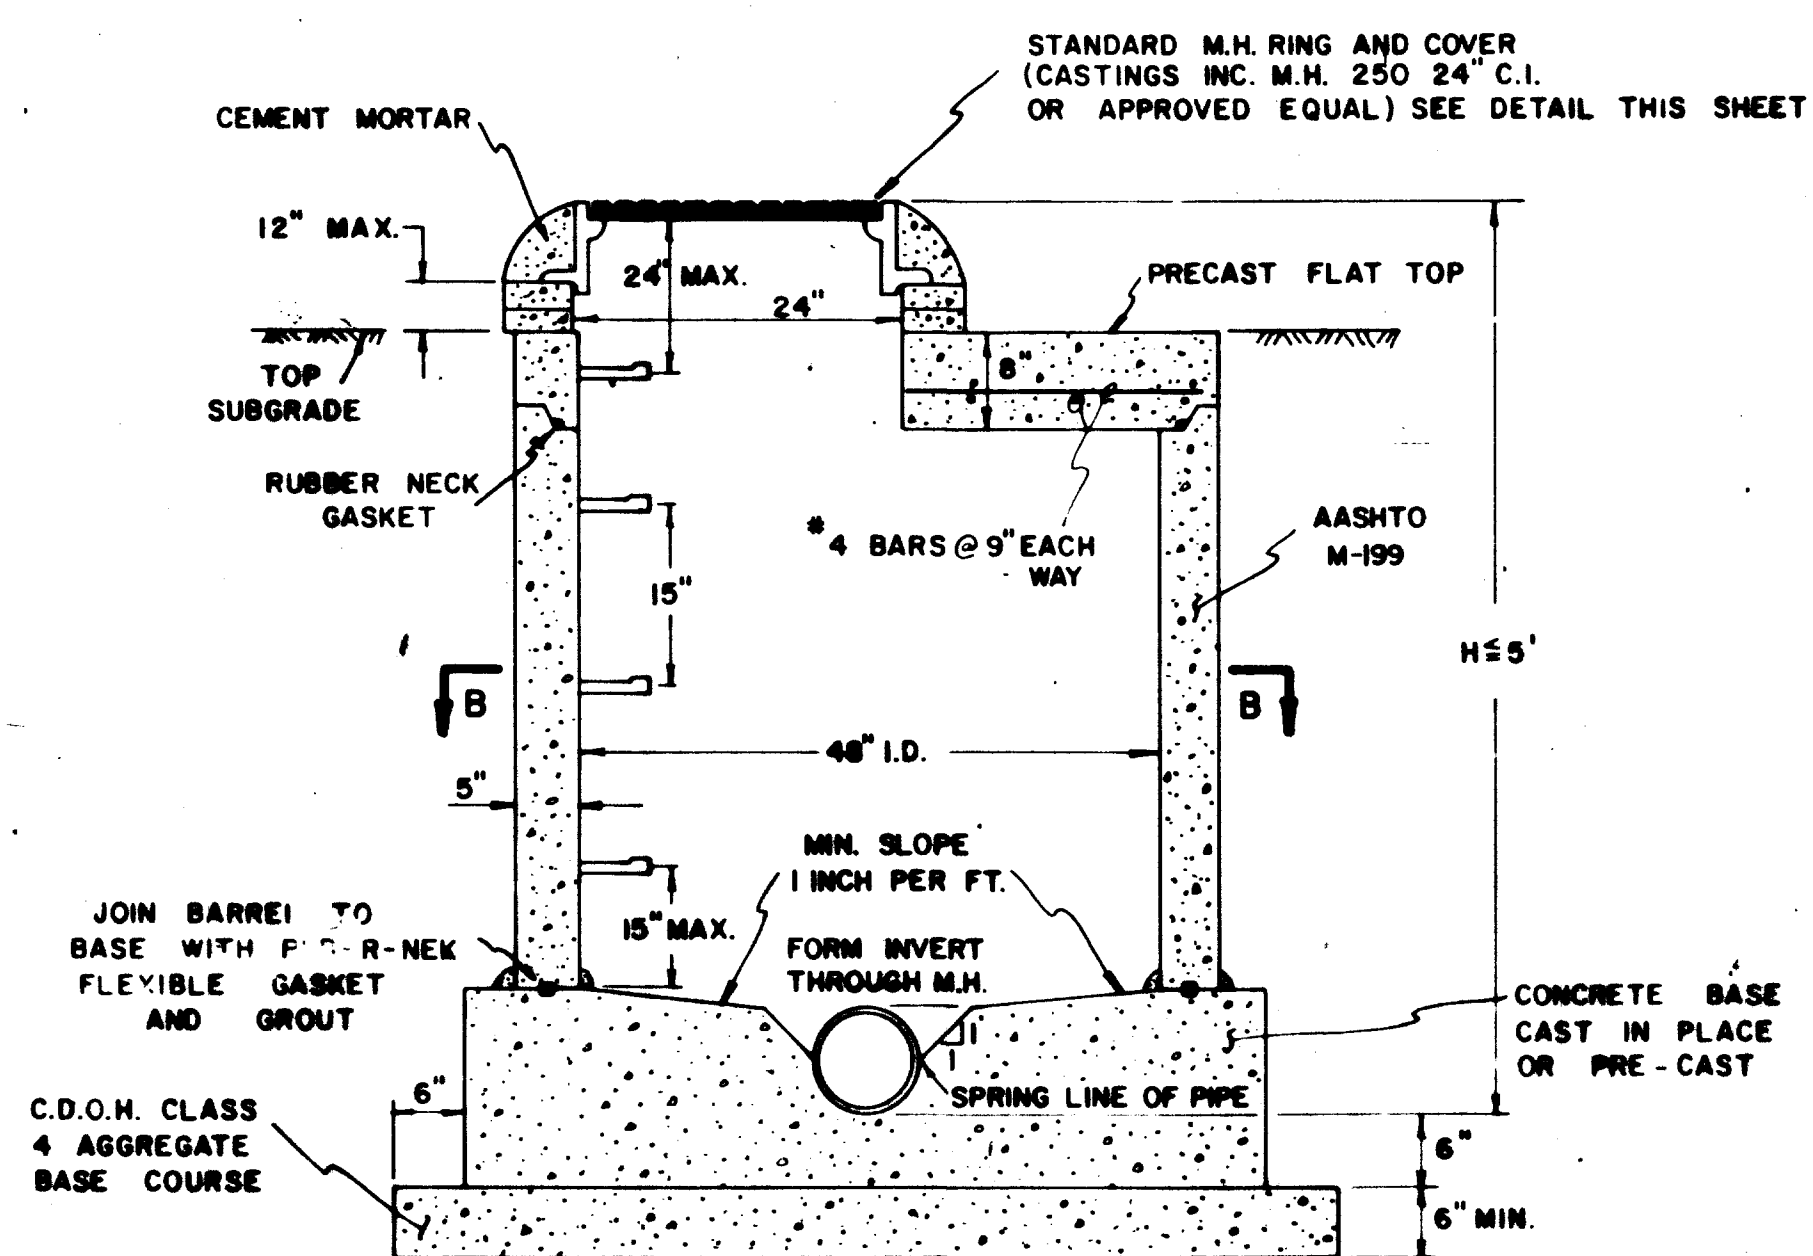 STANDARD M.H. RING AND COVER
(CASTINGS INC. M.H. 250 24" C.I.
OR APPROVED EQUAL) SEE DETAIL THIS SHEET
CEMENT MORTAR
12" MAX.
24" MAX.
24"
PRECAST FLAT TOP
TOP
SUBGRADE
8"
RUBBER NECK
GASKET
#4 BARS @ 9" EACH
WAY
AASHTO
M-199
15"
H≦5'
B
B
48" I.D.
5"
MIN. SLOPE
1 INCH PER FT.
JOIN BARREL TO
BASE WITH
FLEXIBLE GASKET
AND GROUT
15" MAX.
FORM INVERT
THROUGH M.H.
1
1
CONCRETE BASE
CAST IN PLACE
OR PRE-CAST
SPRING LINE OF PIPE
6"
C.D.O.H. CLASS
4 AGGREGATE
BASE COURSE
6"
6" MIN.